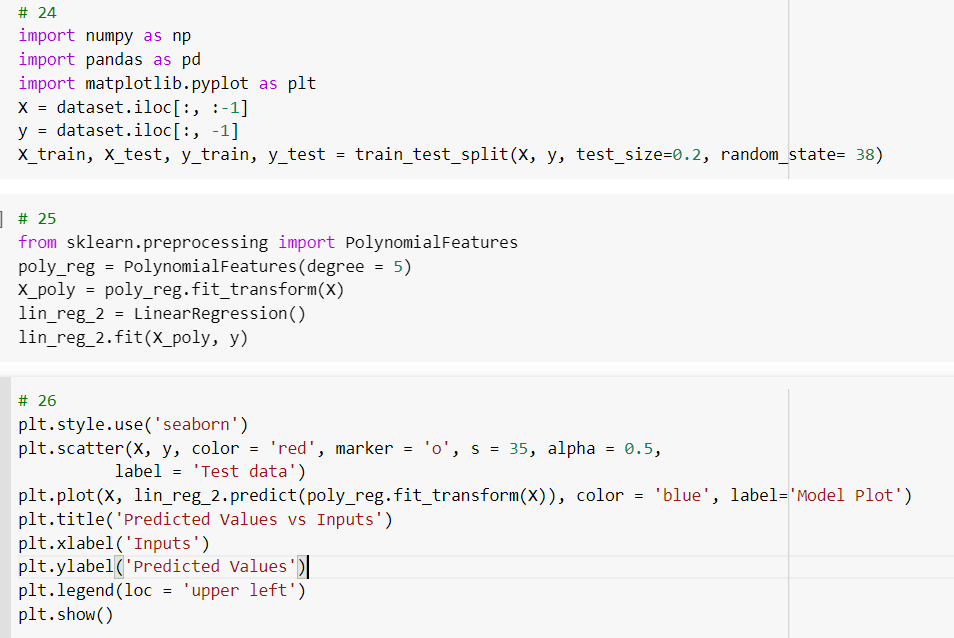 # 24
import numpy as np
import pandas as pd
import matplotlib.pyplot as plt
X = dataset.iloc[:, :-1]
y = dataset.iloc[:, -1]
X_train, X_test, y_train, y_test = train_test_split(X, y, test_size=0.2, random_state= 38)
# 25
from sklearn.preprocessing import PolynomialFeatures
poly_reg = PolynomialFeatures(degree = 5)
X_poly = poly_reg.fit_transform(X)
lin_reg_2 = LinearRegression()
lin_reg_2.fit(X_poly, y)
# 26
plt.style.use('seaborn')
plt.scatter(X, y, color = 'red', marker = 'o', s = 35, alpha = 0.5,
          label = 'Test data')
plt.plot(X, lin_reg_2.predict(poly_reg.fit_transform(X)), color = 'blue', label='Model Plot')
plt.title('Predicted Values vs Inputs')
plt.xlabel('Inputs')
plt.ylabel('Predicted Values')
plt.legend(loc = 'upper left')
plt.show()